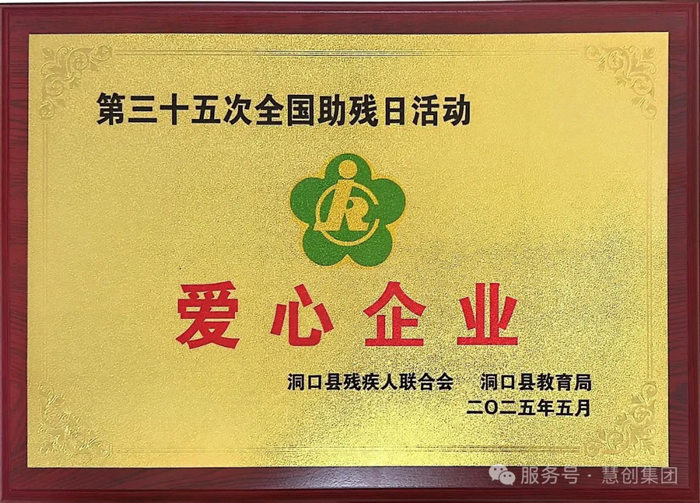 第三十五次全国助残日活动
爱心企业
洞口县残疾人联合会 洞口县教育局
二〇二五年五月
服务号·慧创集团